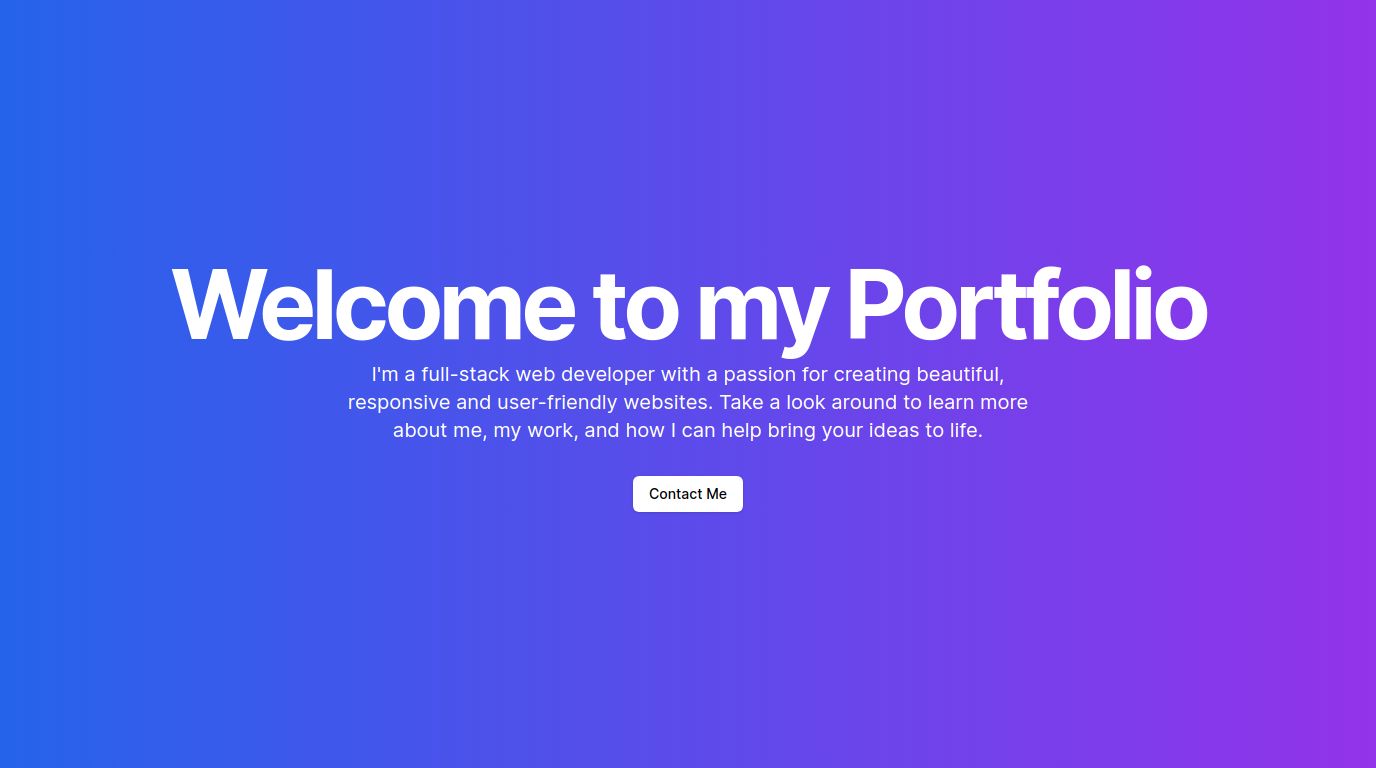 Welcome to my Portfolio
I'm a full-stack web developer with a passion for creating beautiful,
responsive and user-friendly websites. Take a look around to learn more
about me, my work, and how I can help bring your ideas to life.
Contact Me